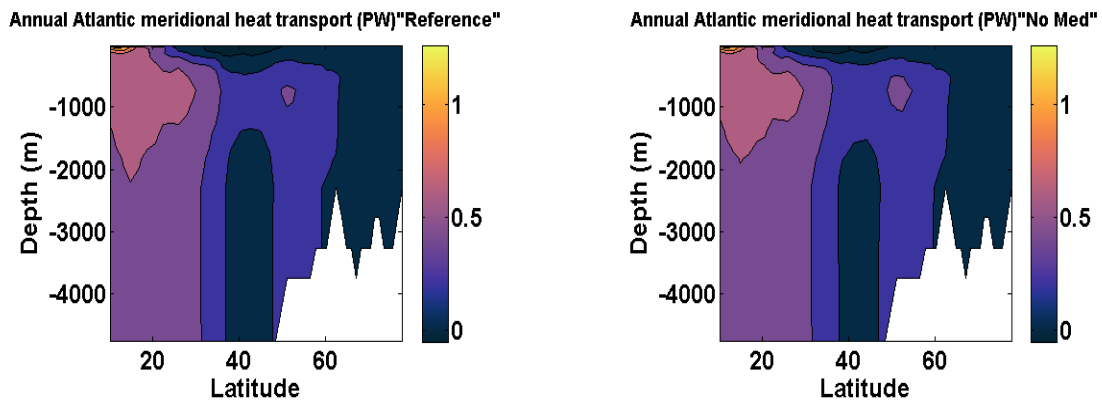 Annual Atlantic meridional heat transport (PW)"Reference"
-1000
-2000
-3000
-4000
Depth (m)
20 40 60
Latitude
1
0.5
0
Annual Atlantic meridional heat transport (PW)"No Med"
-1000
-2000
-3000
-4000
Depth (m)
20 40 60
Latitude
1
0.5
0